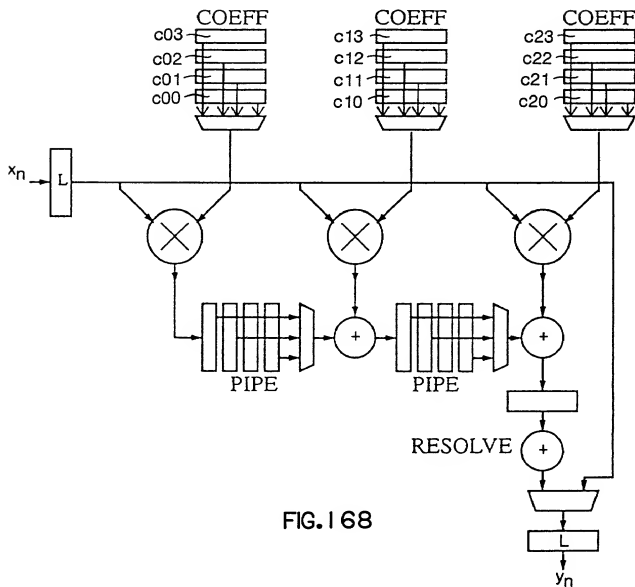 COEFF COEFF COEFF
c03 c13 c23
c02 c12 c22
c01 c11 c21
c00 c10 c20
xn L
+ +
PIPE PIPE
RESOLVE +
FIG.168
L
yn